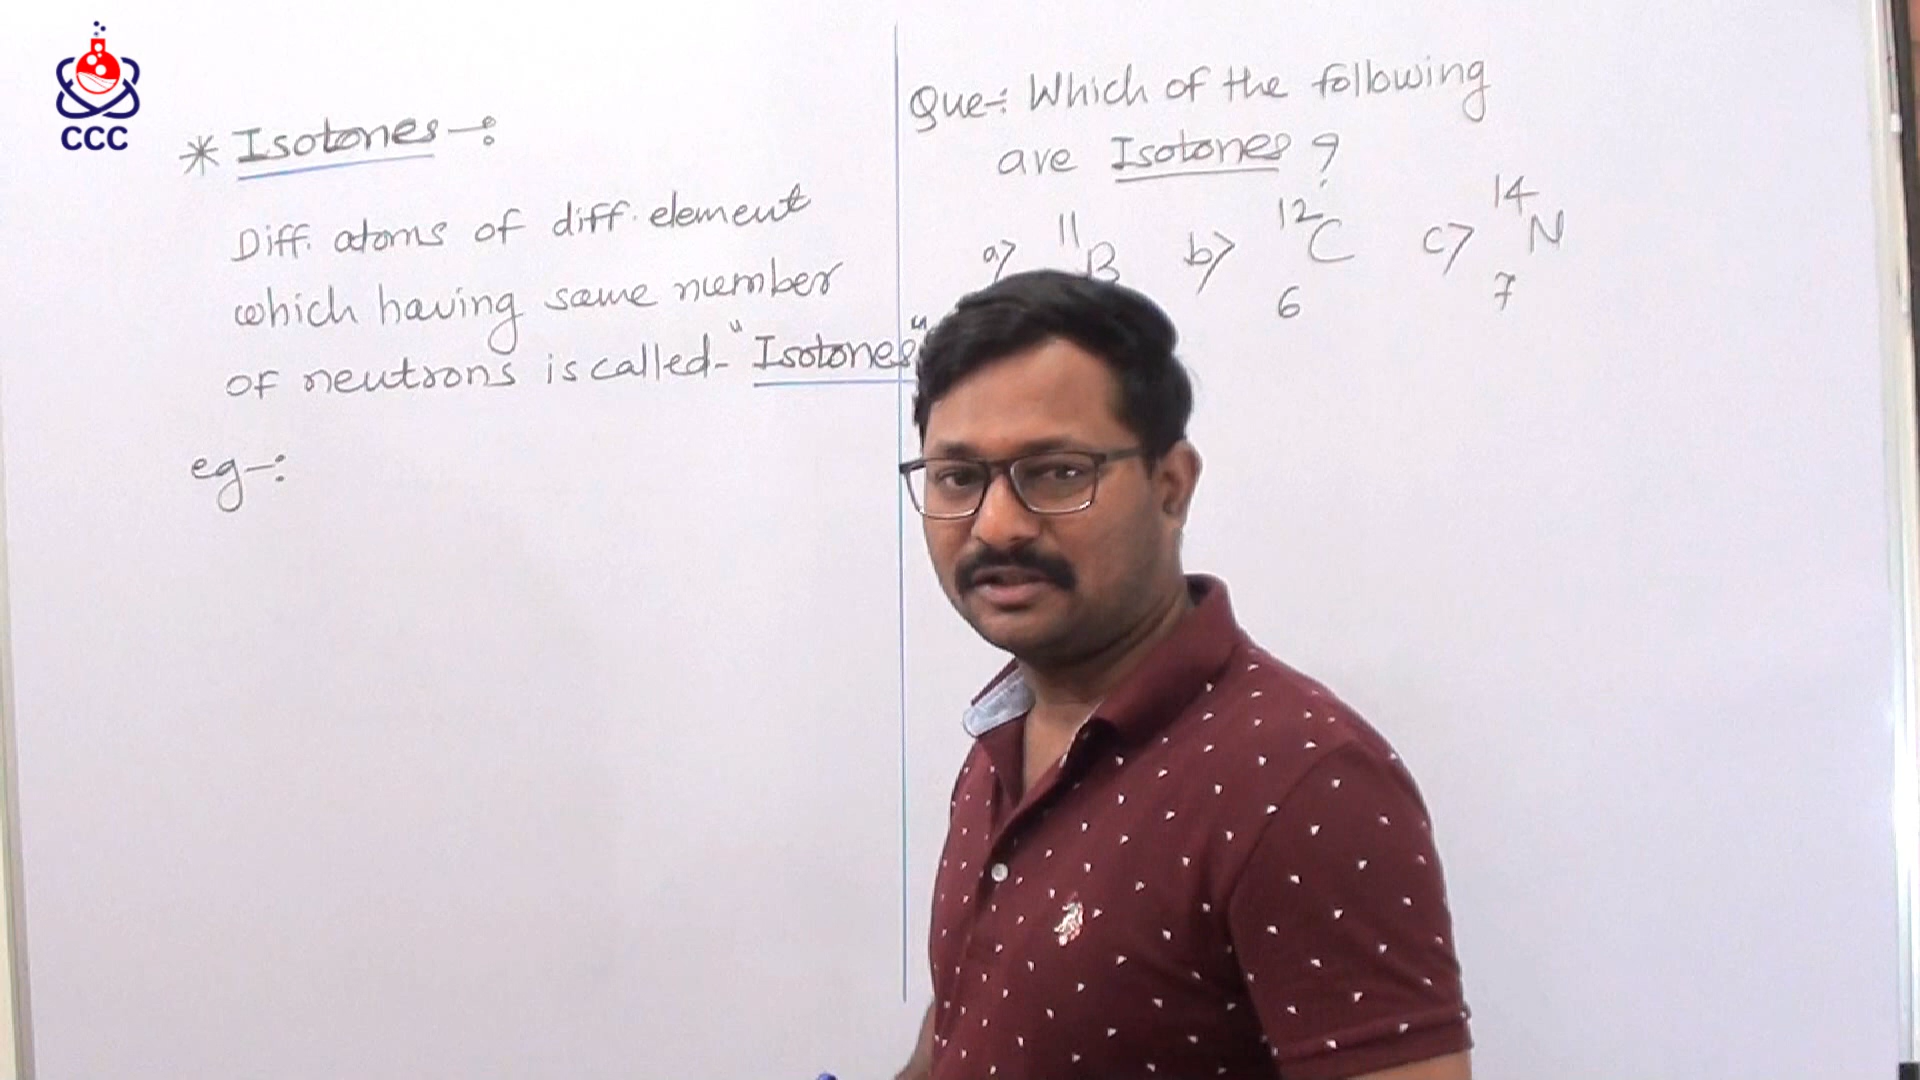 CCC
* Isotones -:
Diff. atoms of diff. element
which having same number
of neutrons is called- "Isotones"
eg-:
Que-: Which of the following
are Isotones ?
a) 11 B b) 12 C c) 14 N
6 7